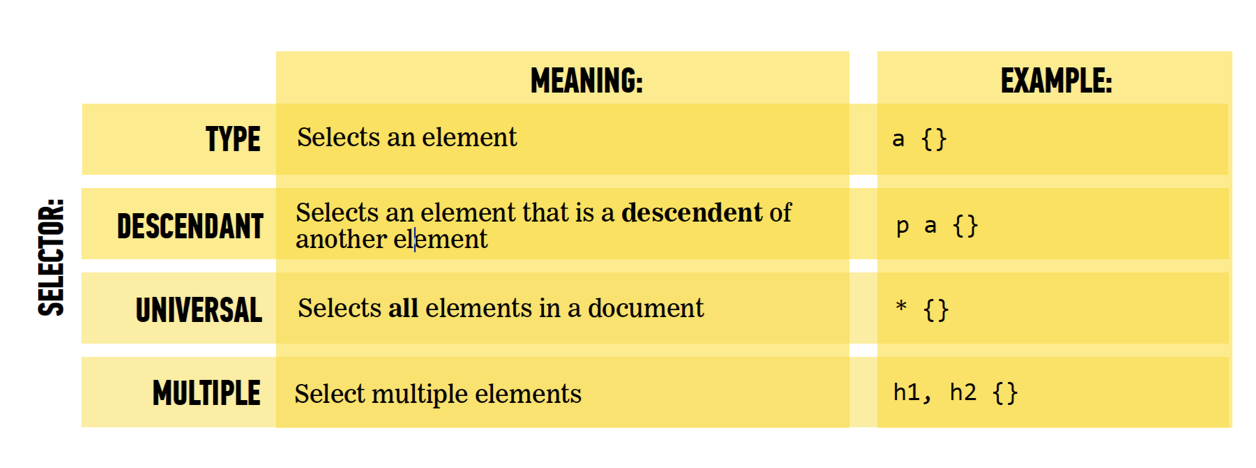 MEANING:
EXAMPLE:
SELECTOR:
TYPE
Selects an element
a {}
DESCENDANT
Selects an element that is a descendent of
another element
p a {}
UNIVERSAL
Selects all elements in a document
* {}
MULTIPLE
Select multiple elements
h1, h2 {}